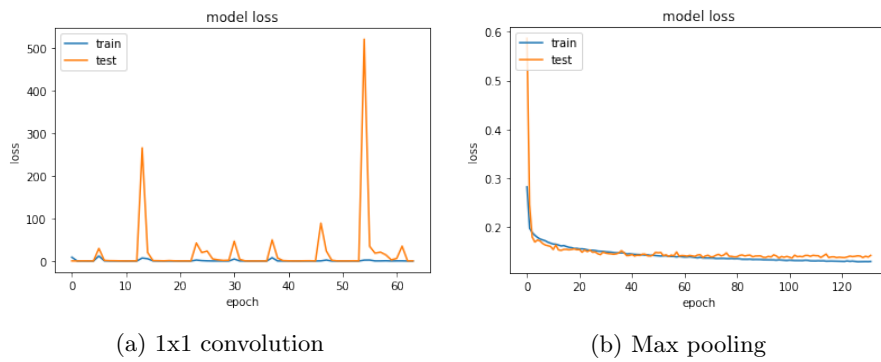 model loss
train
test
500
400
300
200
100
0
loss
0 10 20 30 40 50 60
epoch
(a) 1x1 convolution
model loss
train
test
0.6
0.5
0.4
0.3
0.2
loss
0 20 40 60 80 100 120
epoch
(b) Max pooling